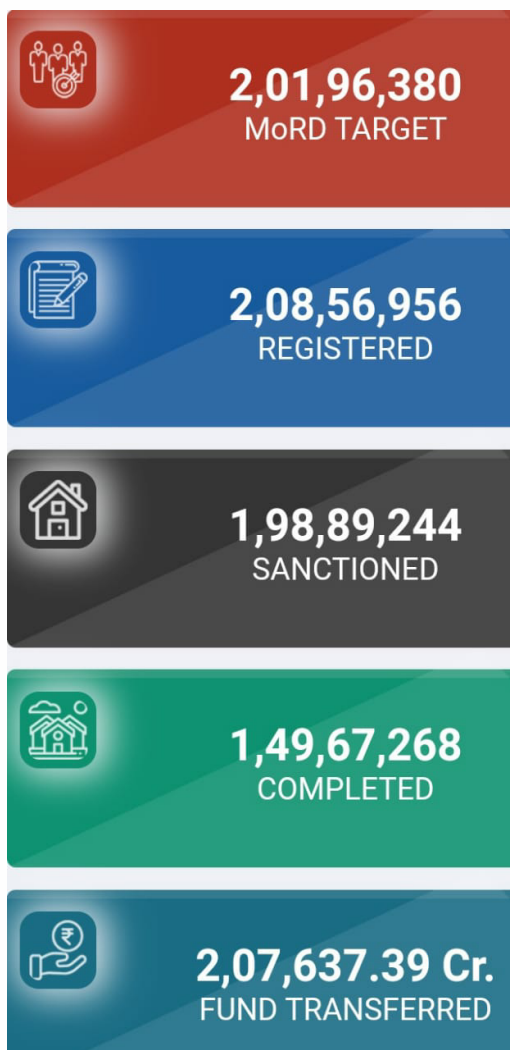 2,01,96,380
MoRD TARGET
2,08,56,956
REGISTERED
1,98,89,244
SANCTIONED
1,49,67,268
COMPLETED
₹
2,07,637.39 Cr.
FUND TRANSFERRED